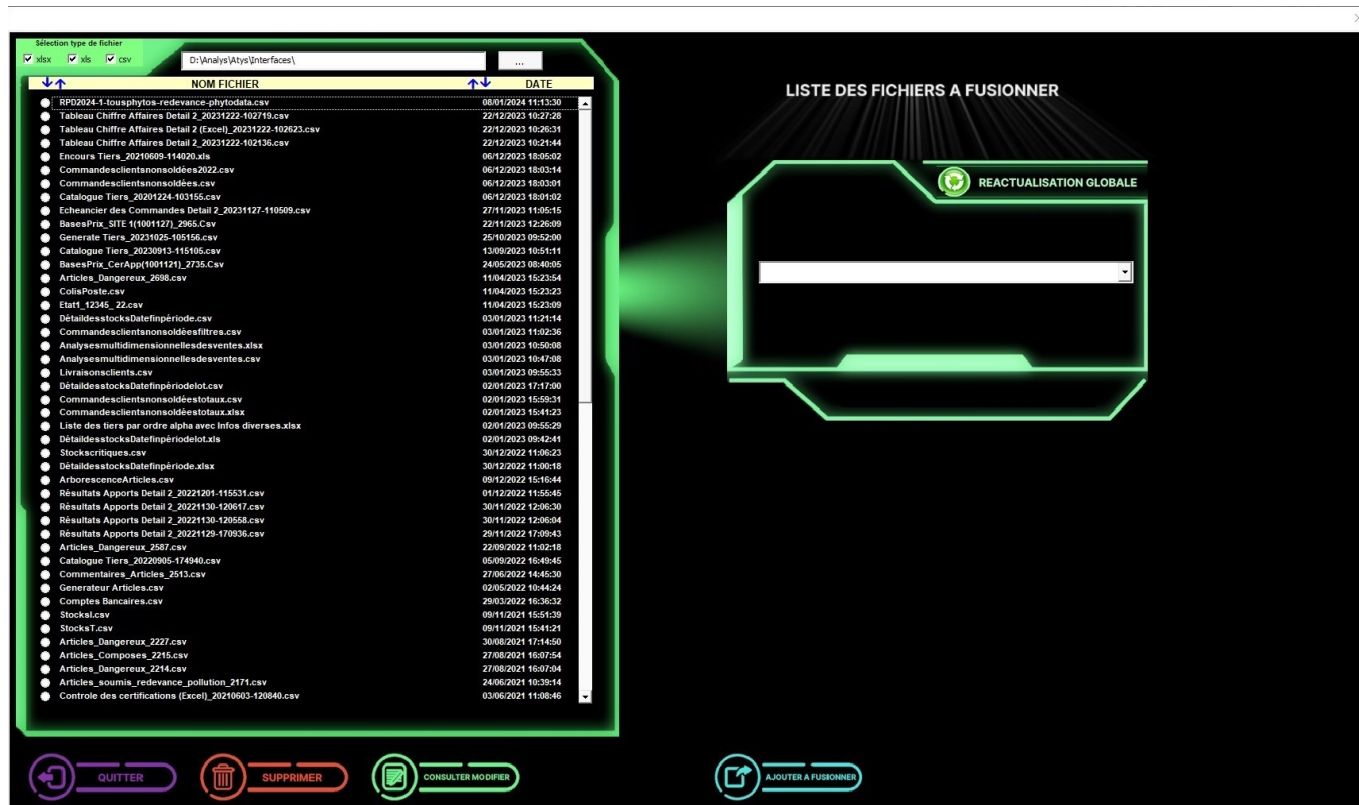 Sélection type de fichier
xlsx xls csv D:\Analys\Atys\Interfaces\ ...
NOM FICHIER DATE
RPD2024-1-tousphytos-redevance-phytodata.csv 08/01/2024 11:13:30
Tableau Chiffre Affaires Detail 2_20231222-102719.csv 22/12/2023 10:27:28
Tableau Chiffre Affaires Detail 2 (Excel)_20231222-102623.csv 22/12/2023 10:26:31
Tableau Chiffre Affaires Detail 2_20231222-102136.csv 22/12/2023 10:21:44
Encours Tiers_20210609-114020.xls 06/12/2023 18:05:02
Commandesclientsnonsoldées2022.csv 06/12/2023 18:03:14
Commandesclientsnonsoldées.csv 06/12/2023 18:03:01
Catalogue Tiers_20201224-103155.csv 06/12/2023 18:01:02
Echeancier des Commandes Detail 2_20231127-110509.csv 27/11/2023 11:05:15
BasesPrix_SITE 1(1001127)_2965.Csv 22/11/2023 12:26:09
Generate Tiers_20231025-105156.csv 25/10/2023 09:52:00
Catalogue Tiers_20230913-115105.csv 13/09/2023 10:51:11
BasesPrix_CerApp(1001121)_2735.Csv 24/05/2023 08:40:05
Articles_Dangereux_2698.csv 11/04/2023 15:23:54
ColisPoste.csv 11/04/2023 15:23:23
Etat1_12345_ 22.csv 11/04/2023 15:23:09
DétaildesstocksDatefinpériode.csv 03/01/2023 11:21:14
Commandesclientsnonsoldéesfiltres.csv 03/01/2023 11:02:36
Analysesmultidimensionnellesdesventes.xlsx 03/01/2023 10:50:08
Analysesmultidimensionnellesdesventes.csv 03/01/2023 10:47:08
Livraisonsclients.csv 03/01/2023 09:55:33
DétaildesstocksDatefinpériodelot.csv 02/01/2023 17:17:00
Commandesclientsnonsoldéestotaux.csv 02/01/2023 15:59:31
Commandesclientsnonsoldéestotaux.xlsx 02/01/2023 15:41:23
Liste des tiers par ordre alpha avec Infos diverses.xlsx 02/01/2023 09:55:29
DétaildesstocksDatefinpériodelot.xls 02/01/2023 09:42:41
Stockscritiques.csv 30/12/2022 11:06:23
DétaildesstocksDatefinpériode.xlsx 30/12/2022 11:00:18
ArborescenceArticles.csv 09/12/2022 15:16:44
Résultats Apports Detail 2_20221201-115531.csv 01/12/2022 11:55:45
Résultats Apports Detail 2_20221130-120617.csv 30/11/2022 12:06:30
Résultats Apports Detail 2_20221130-120558.csv 30/11/2022 12:06:04
Résultats Apports Detail 2_20221129-170936.csv 29/11/2022 17:09:43
Articles_Dangereux_2587.csv 22/09/2022 11:02:18
Catalogue Tiers_20220905-174940.csv 05/09/2022 16:49:45
Commentaires_Articles_2513.csv 27/06/2022 14:45:30
Generateur Articles.csv 02/05/2022 10:44:24
Comptes Bancaires.csv 29/03/2022 16:36:32
StocksI.csv 09/11/2021 15:51:39
StocksT.csv 09/11/2021 15:41:21
Articles_Dangereux_2227.csv 30/08/2021 17:14:50
Articles_Composes_2215.csv 27/08/2021 16:07:54
Articles_Dangereux_2214.csv 27/08/2021 16:07:04
Articles_soumis_redevance_pollution_2171.csv 24/06/2021 10:39:14
Controle des certifications (Excel)_20210603-120840.csv 03/06/2021 11:08:46
LISTE DES FICHIERS A FUSIONNER
REACTUALISATION GLOBALE
QUITTER
SUPPRIMER
CONSULTER MODIFIER
AJOUTER A FUSIONNER